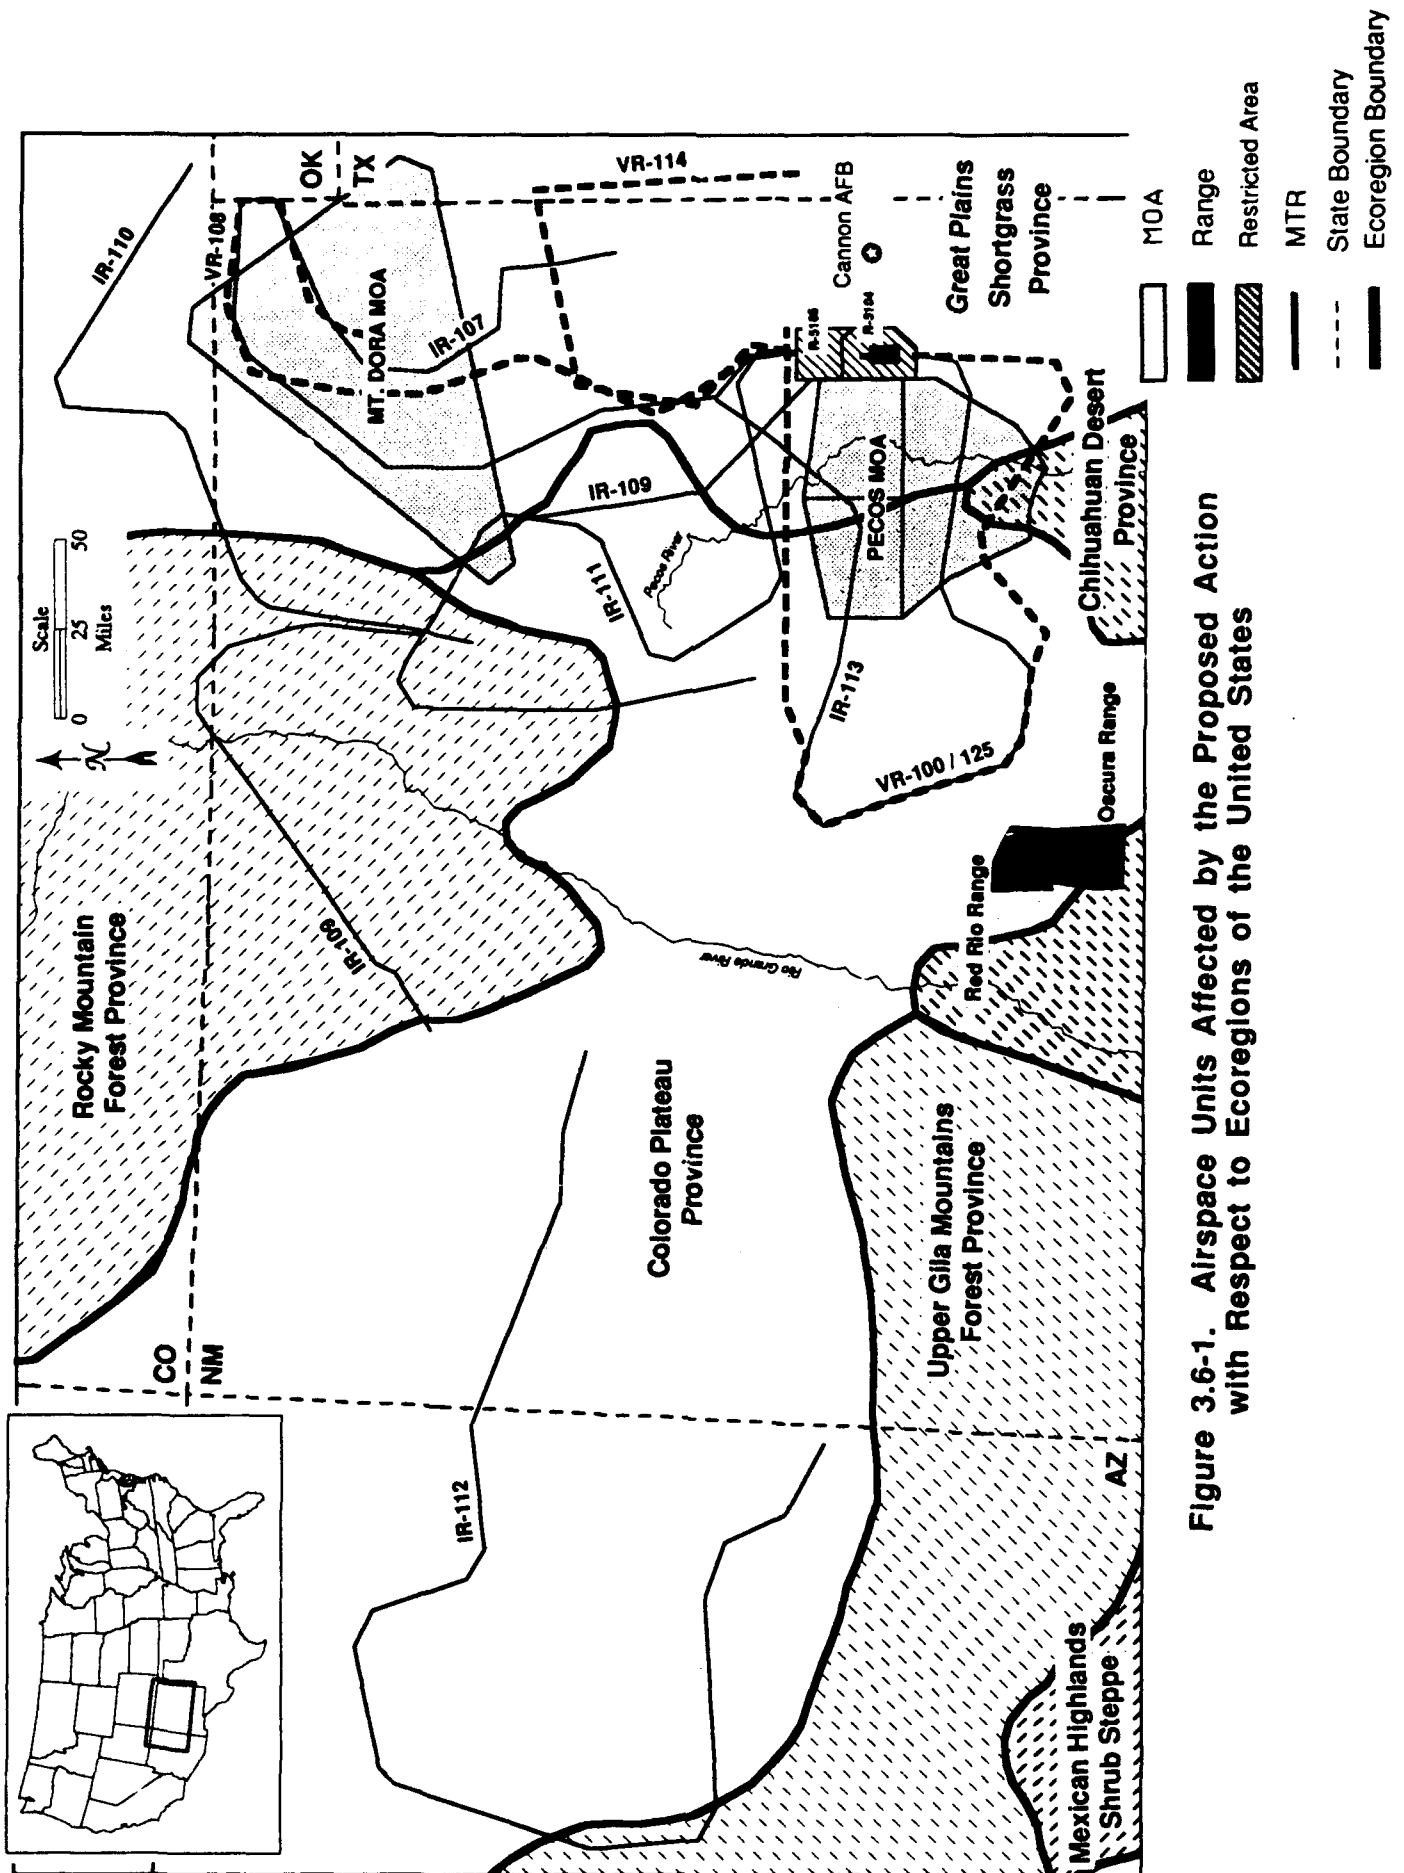 Scale
0 25 50
Miles
N
Rocky Mountain
Forest Province
CO
NM
OK
TX
AZ
IR-110
VR-108
MT. DORA MOA
IR-107
VR-114
IR-109
IR-109
IR-111
Pecos River
IR-112
Colorado Plateau
Province
Rio Grande River
R-5105
R-5104
Cannon AFB
PECOS MOA
IR-113
VR-100 / 125
Great Plains
Shortgrass
Province
Upper Gila Mountains
Forest Province
Red Rio Range
Oscura Range
Chihuahuan Desert
Province
Mexican Highlands
Shrub Steppe
MOA
Range
Restricted Area
MTR
State Boundary
Ecoregion Boundary
Figure 3.6-1. Airspace Units Affected by the Proposed Action
with Respect to Ecoregions of the United States